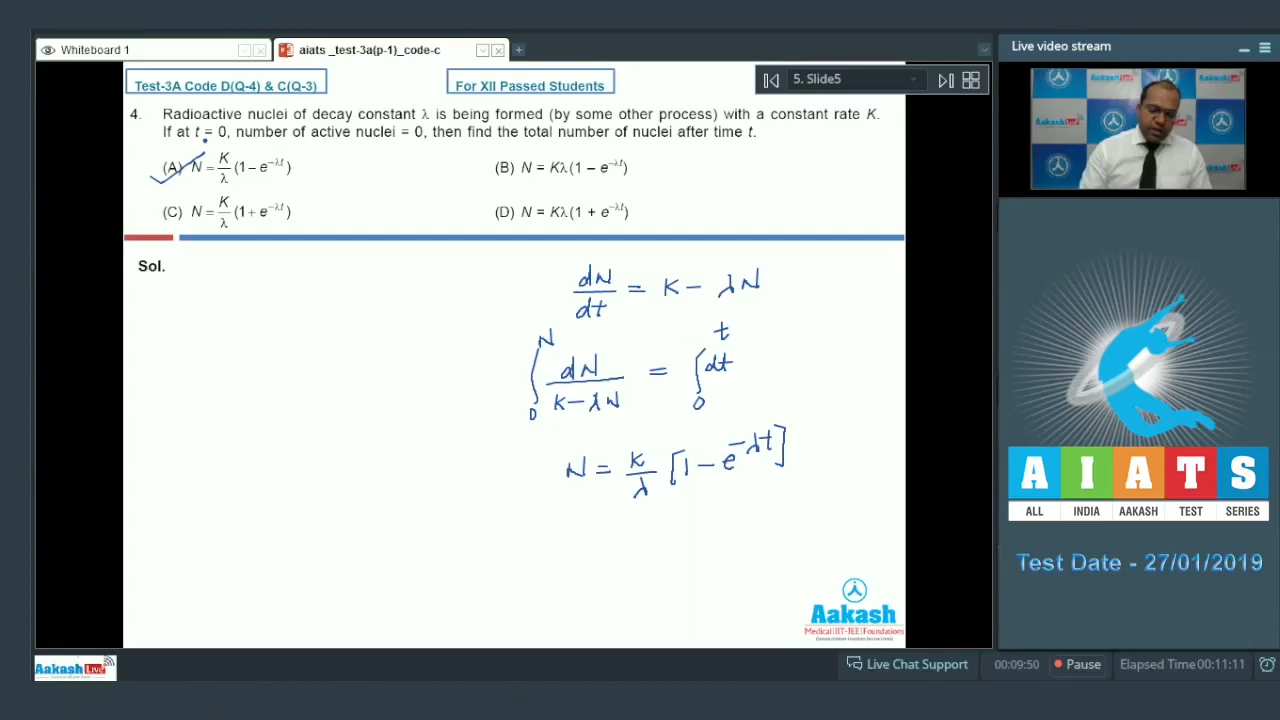 Whiteboard 1
aiats _test-3a(p-1)_code-c
Live video stream
Test-3A Code D(Q-4) & C(Q-3)
For XII Passed Students
5. Slide5
4. Radioactive nuclei of decay constant λ is being formed (by some other process) with a constant rate K.
If at t = 0, number of active nuclei = 0, then find the total number of nuclei after time t.
(A) N = K/λ (1 – e^–λt)
(B) N = Kλ(1 – e^–λt)
(C) N = K/λ (1 + e^–λt)
(D) N = Kλ(1 + e^–λt)
Sol.
dN/dt = K – λN
∫_0^N dN/(K – λN) = ∫_0^t dt
N = K/λ [1 – e^–λt]
A I A T S
ALL INDIA AAKASH TEST SERIES
Test Date - 27/01/2019
Aakash
Medical|IIT-JEE|Foundations
Aakash Live
Live Chat Support
00:09:50
Pause
Elapsed Time 00:11:11